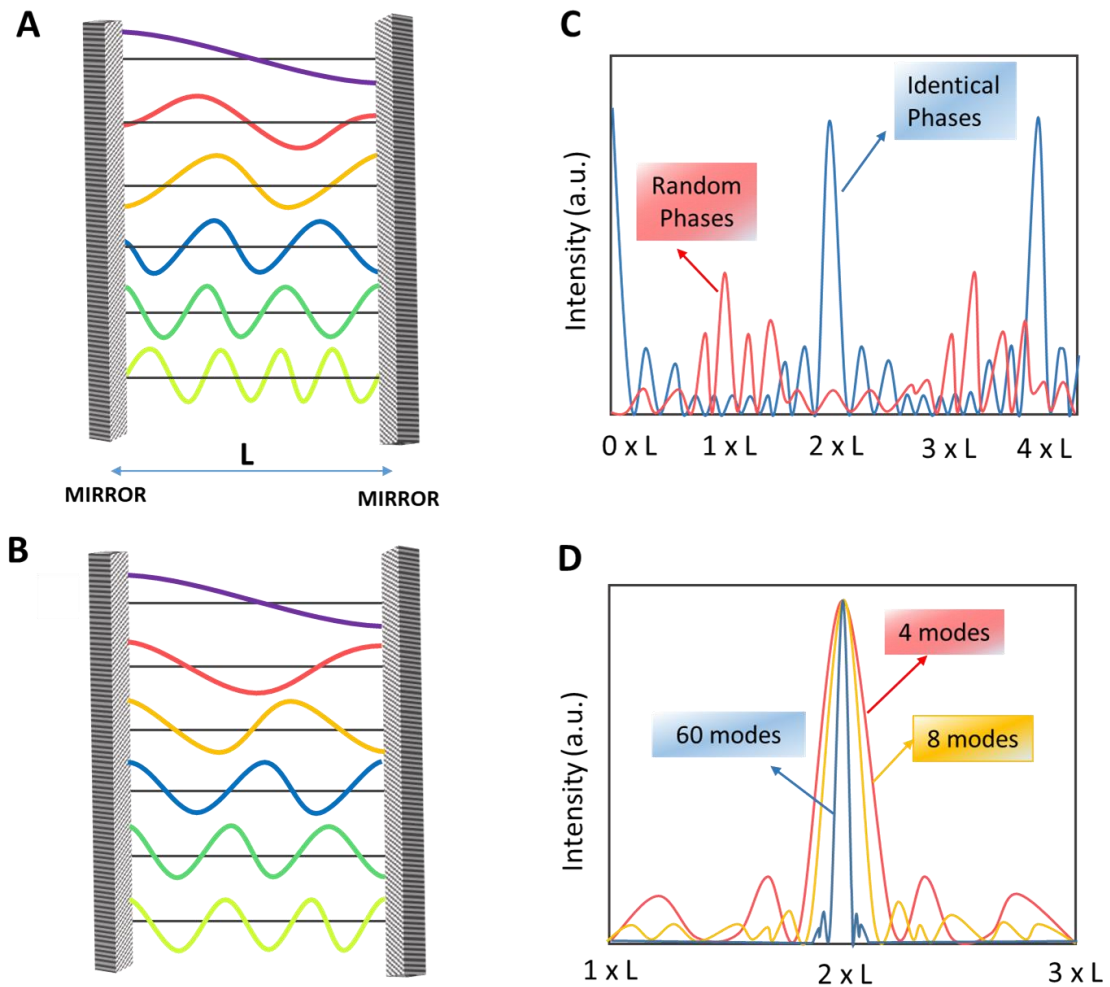 A
L
MIRROR
MIRROR
B
C
Intensity (a.u.)
Identical
Phases
Random
Phases
0 x L
1 x L
2 x L
3 x L
4 x L
D
Intensity (a.u.)
4 modes
60 modes
8 modes
1 x L
2 x L
3 x L